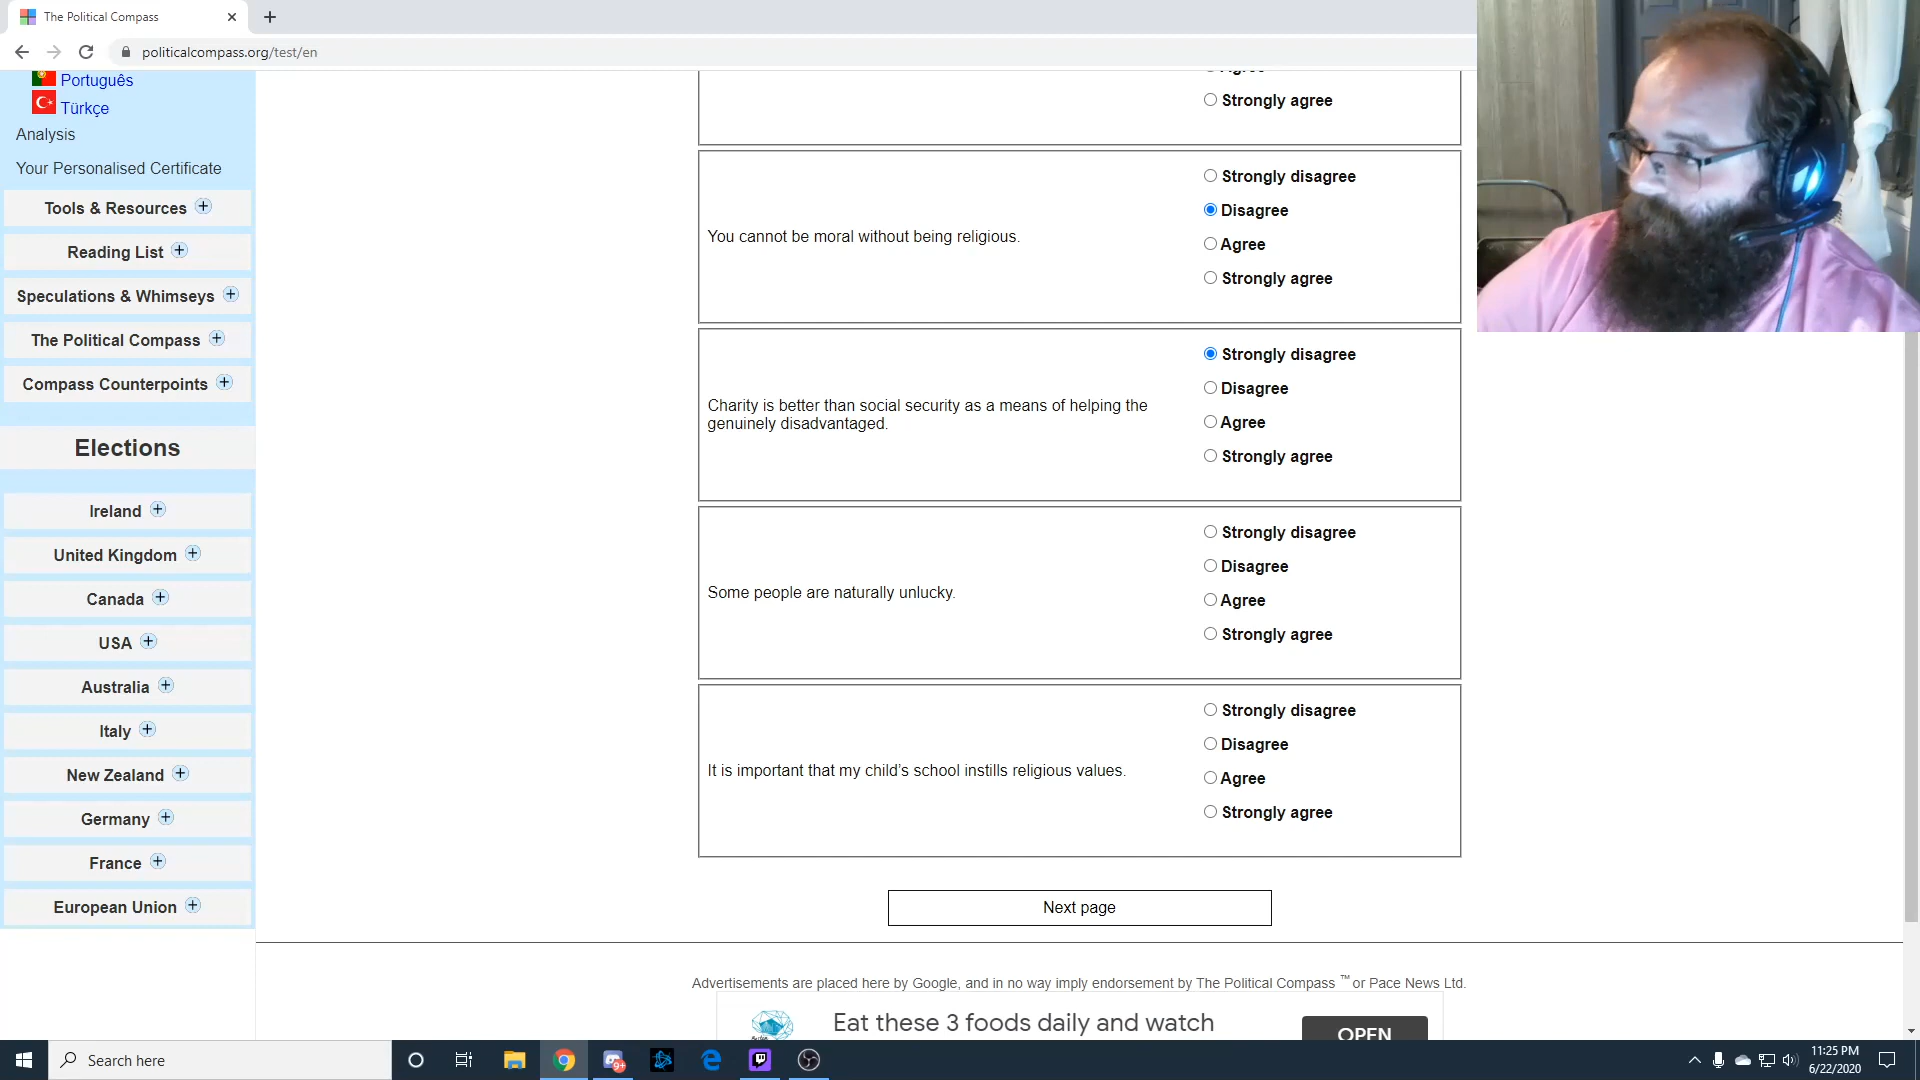 The Political Compass
politicalcompass.org/test/en
Português
Türkçe
Analysis
Your Personalised Certificate
Tools & Resources
Reading List
Speculations & Whimseys
The Political Compass
Compass Counterpoints
Elections
Ireland
United Kingdom
Canada
USA
Australia
Italy
New Zealand
Germany
France
European Union
Agree
Strongly agree
You cannot be moral without being religious.
Strongly disagree
Disagree
Agree
Strongly agree
Charity is better than social security as a means of helping the
genuinely disadvantaged.
Strongly disagree
Disagree
Agree
Strongly agree
Some people are naturally unlucky.
Strongly disagree
Disagree
Agree
Strongly agree
It is important that my child’s school instills religious values.
Strongly disagree
Disagree
Agree
Strongly agree
Next page
Advertisements are placed here by Google, and in no way imply endorsement by The Political Compass ™ or Pace News Ltd.
Eat these 3 foods daily and watch
OPEN
Search here
9+
11:25 PM
6/22/2020